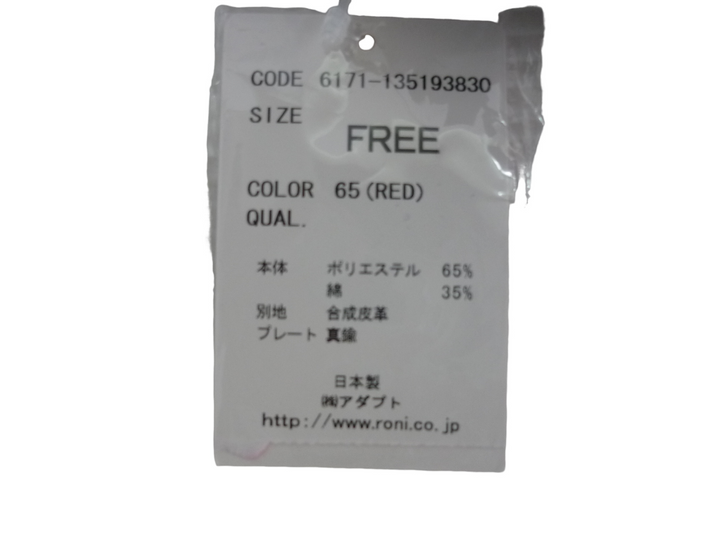 CODE 6171-135193830
SIZE
FREE
COLOR 65(RED)
QUAL.
本体 ポリエステル 65%
綿 35%
別地 合成皮革
プレート 真鍮
日本製
㈱アダプト
http://www.roni.co.jp